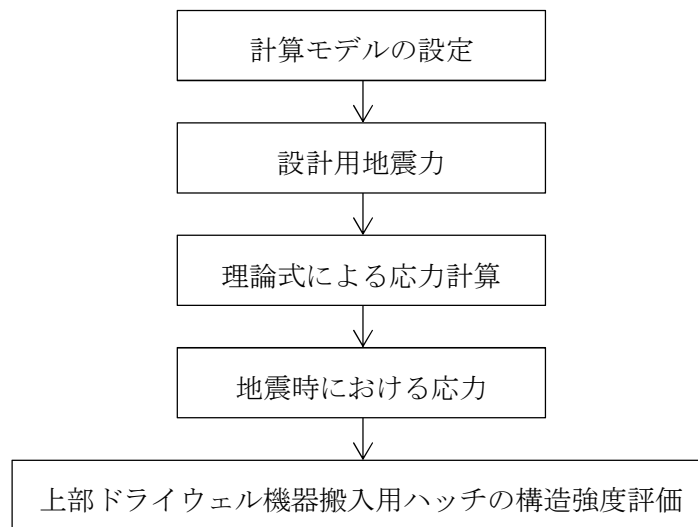 計算モデルの設定
設計用地震力
理論式による応力計算
地震時における応力
上部ドライウェル機器搬入用ハッチの構造強度評価